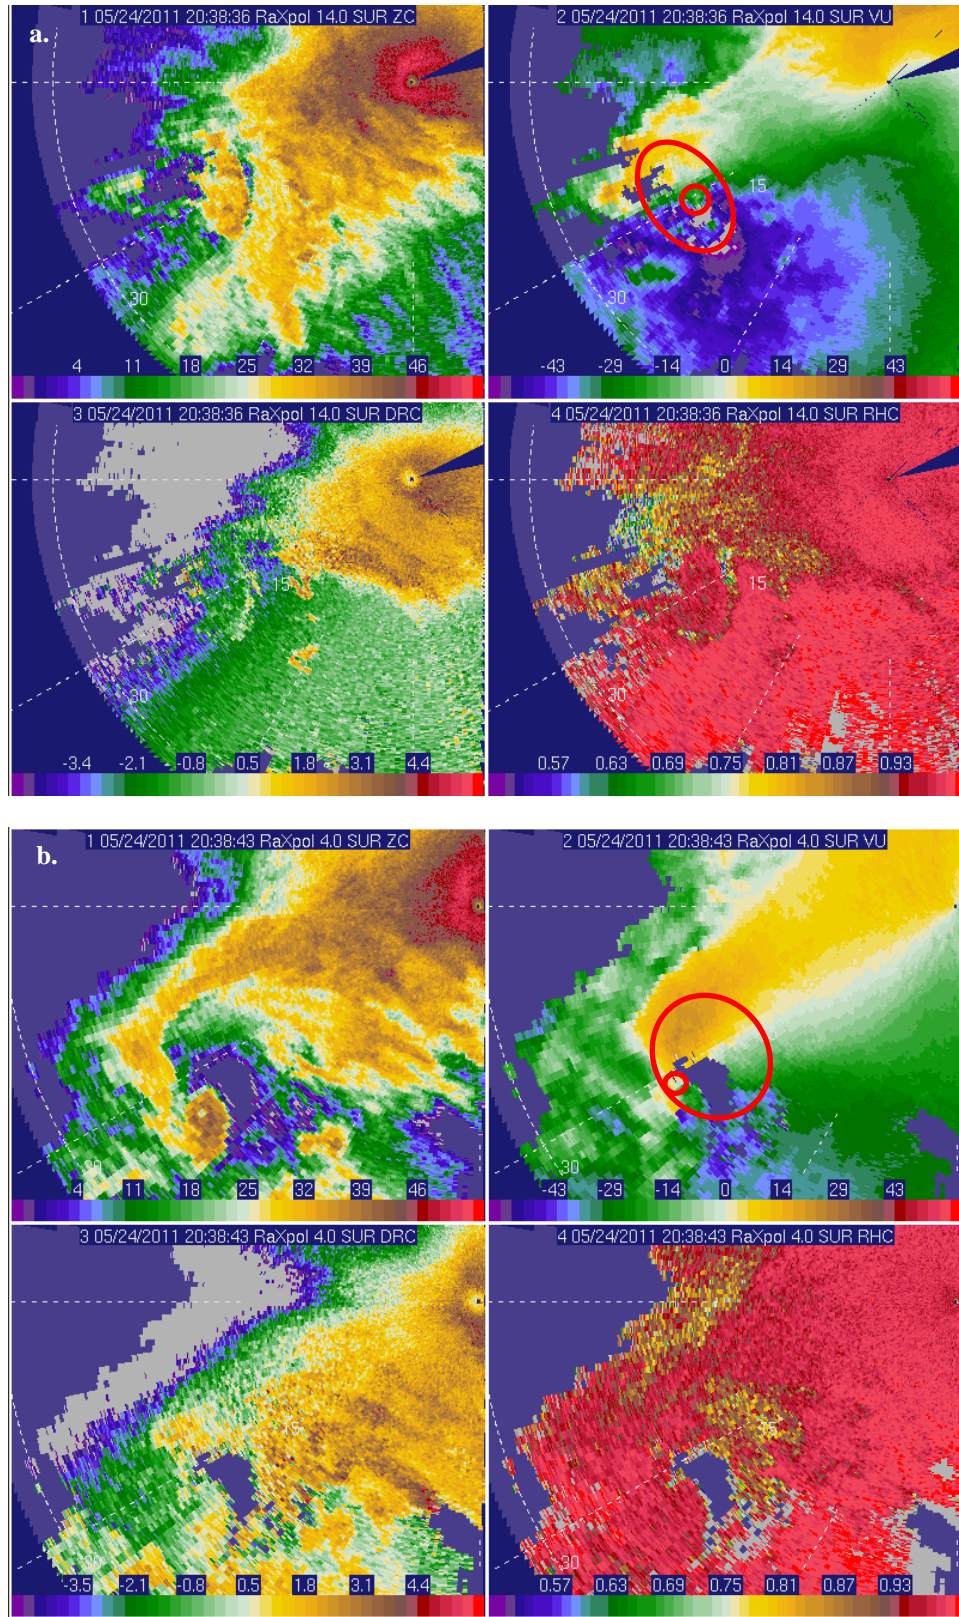 a.
1 05/24/2011 20:38:36 RaXpol 14.0 SUR ZC
15
30
4 11 18 25 32 39 46
2 05/24/2011 20:38:36 RaXpol 14.0 SUR VU
15
30
-43 -29 -14 0 14 29 43
3 05/24/2011 20:38:36 RaXpol 14.0 SUR DRC
15
30
-3.4 -2.1 -0.8 0.5 1.8 3.1 4.4
4 05/24/2011 20:38:36 RaXpol 14.0 SUR RHC
15
30
0.57 0.63 0.69 0.75 0.81 0.87 0.93
b.
1 05/24/2011 20:38:43 RaXpol 4.0 SUR ZC
30
4 11 18 25 32 39 46
2 05/24/2011 20:38:43 RaXpol 4.0 SUR VU
30
-43 -29 -14 0 14 29 43
3 05/24/2011 20:38:43 RaXpol 4.0 SUR DRC
15
30
-3.5 -2.1 -0.8 0.5 1.8 3.1 4.4
4 05/24/2011 20:38:43 RaXpol 4.0 SUR RHC
15
30
0.57 0.63 0.69 0.75 0.81 0.87 0.93